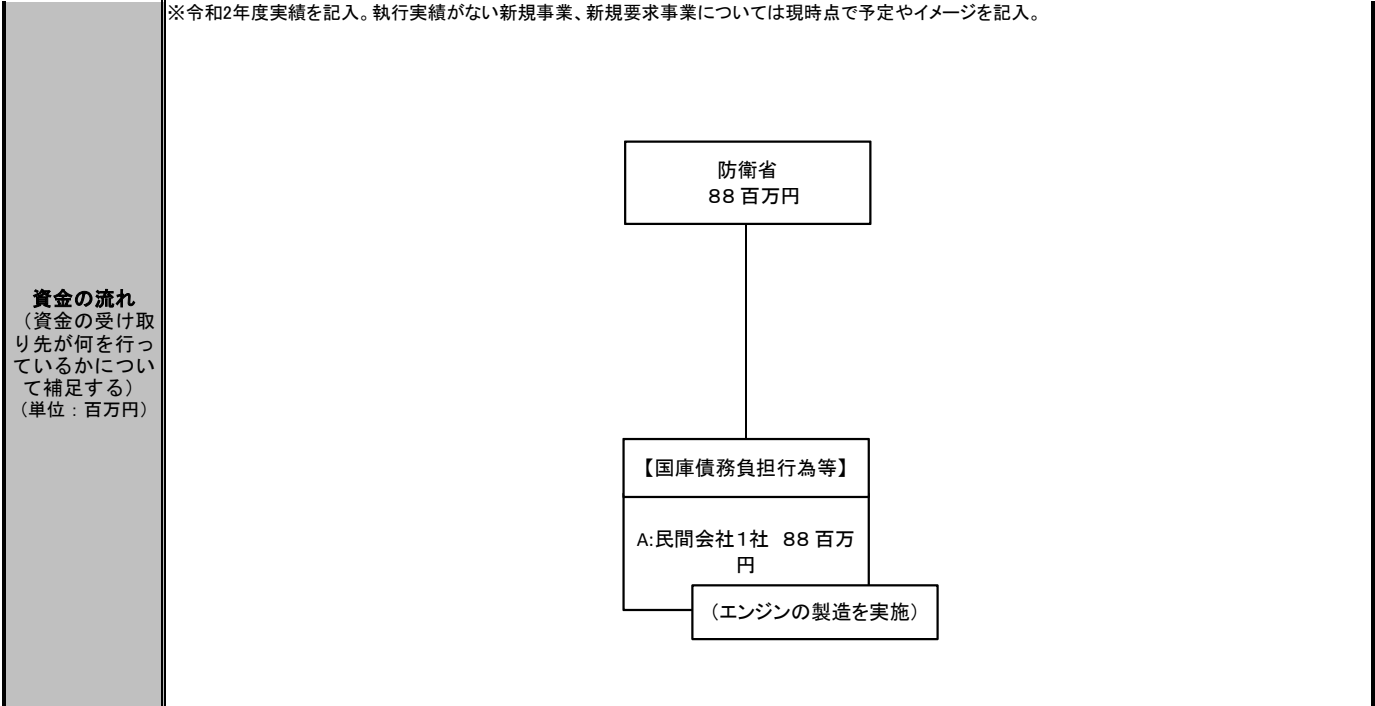 ※令和2年度実績を記入。執行実績がない新規事業、新規要求事業については現時点で予定やイメージを記入。
防衛省
88 百万円
資金の流れ
（資金の受け取
り先が何を行っ
ているかについ
て補足する）
（単位：百万円）
【国庫債務負担行為等】
A:民間会社１社　88 百万
円
（エンジンの製造を実施）